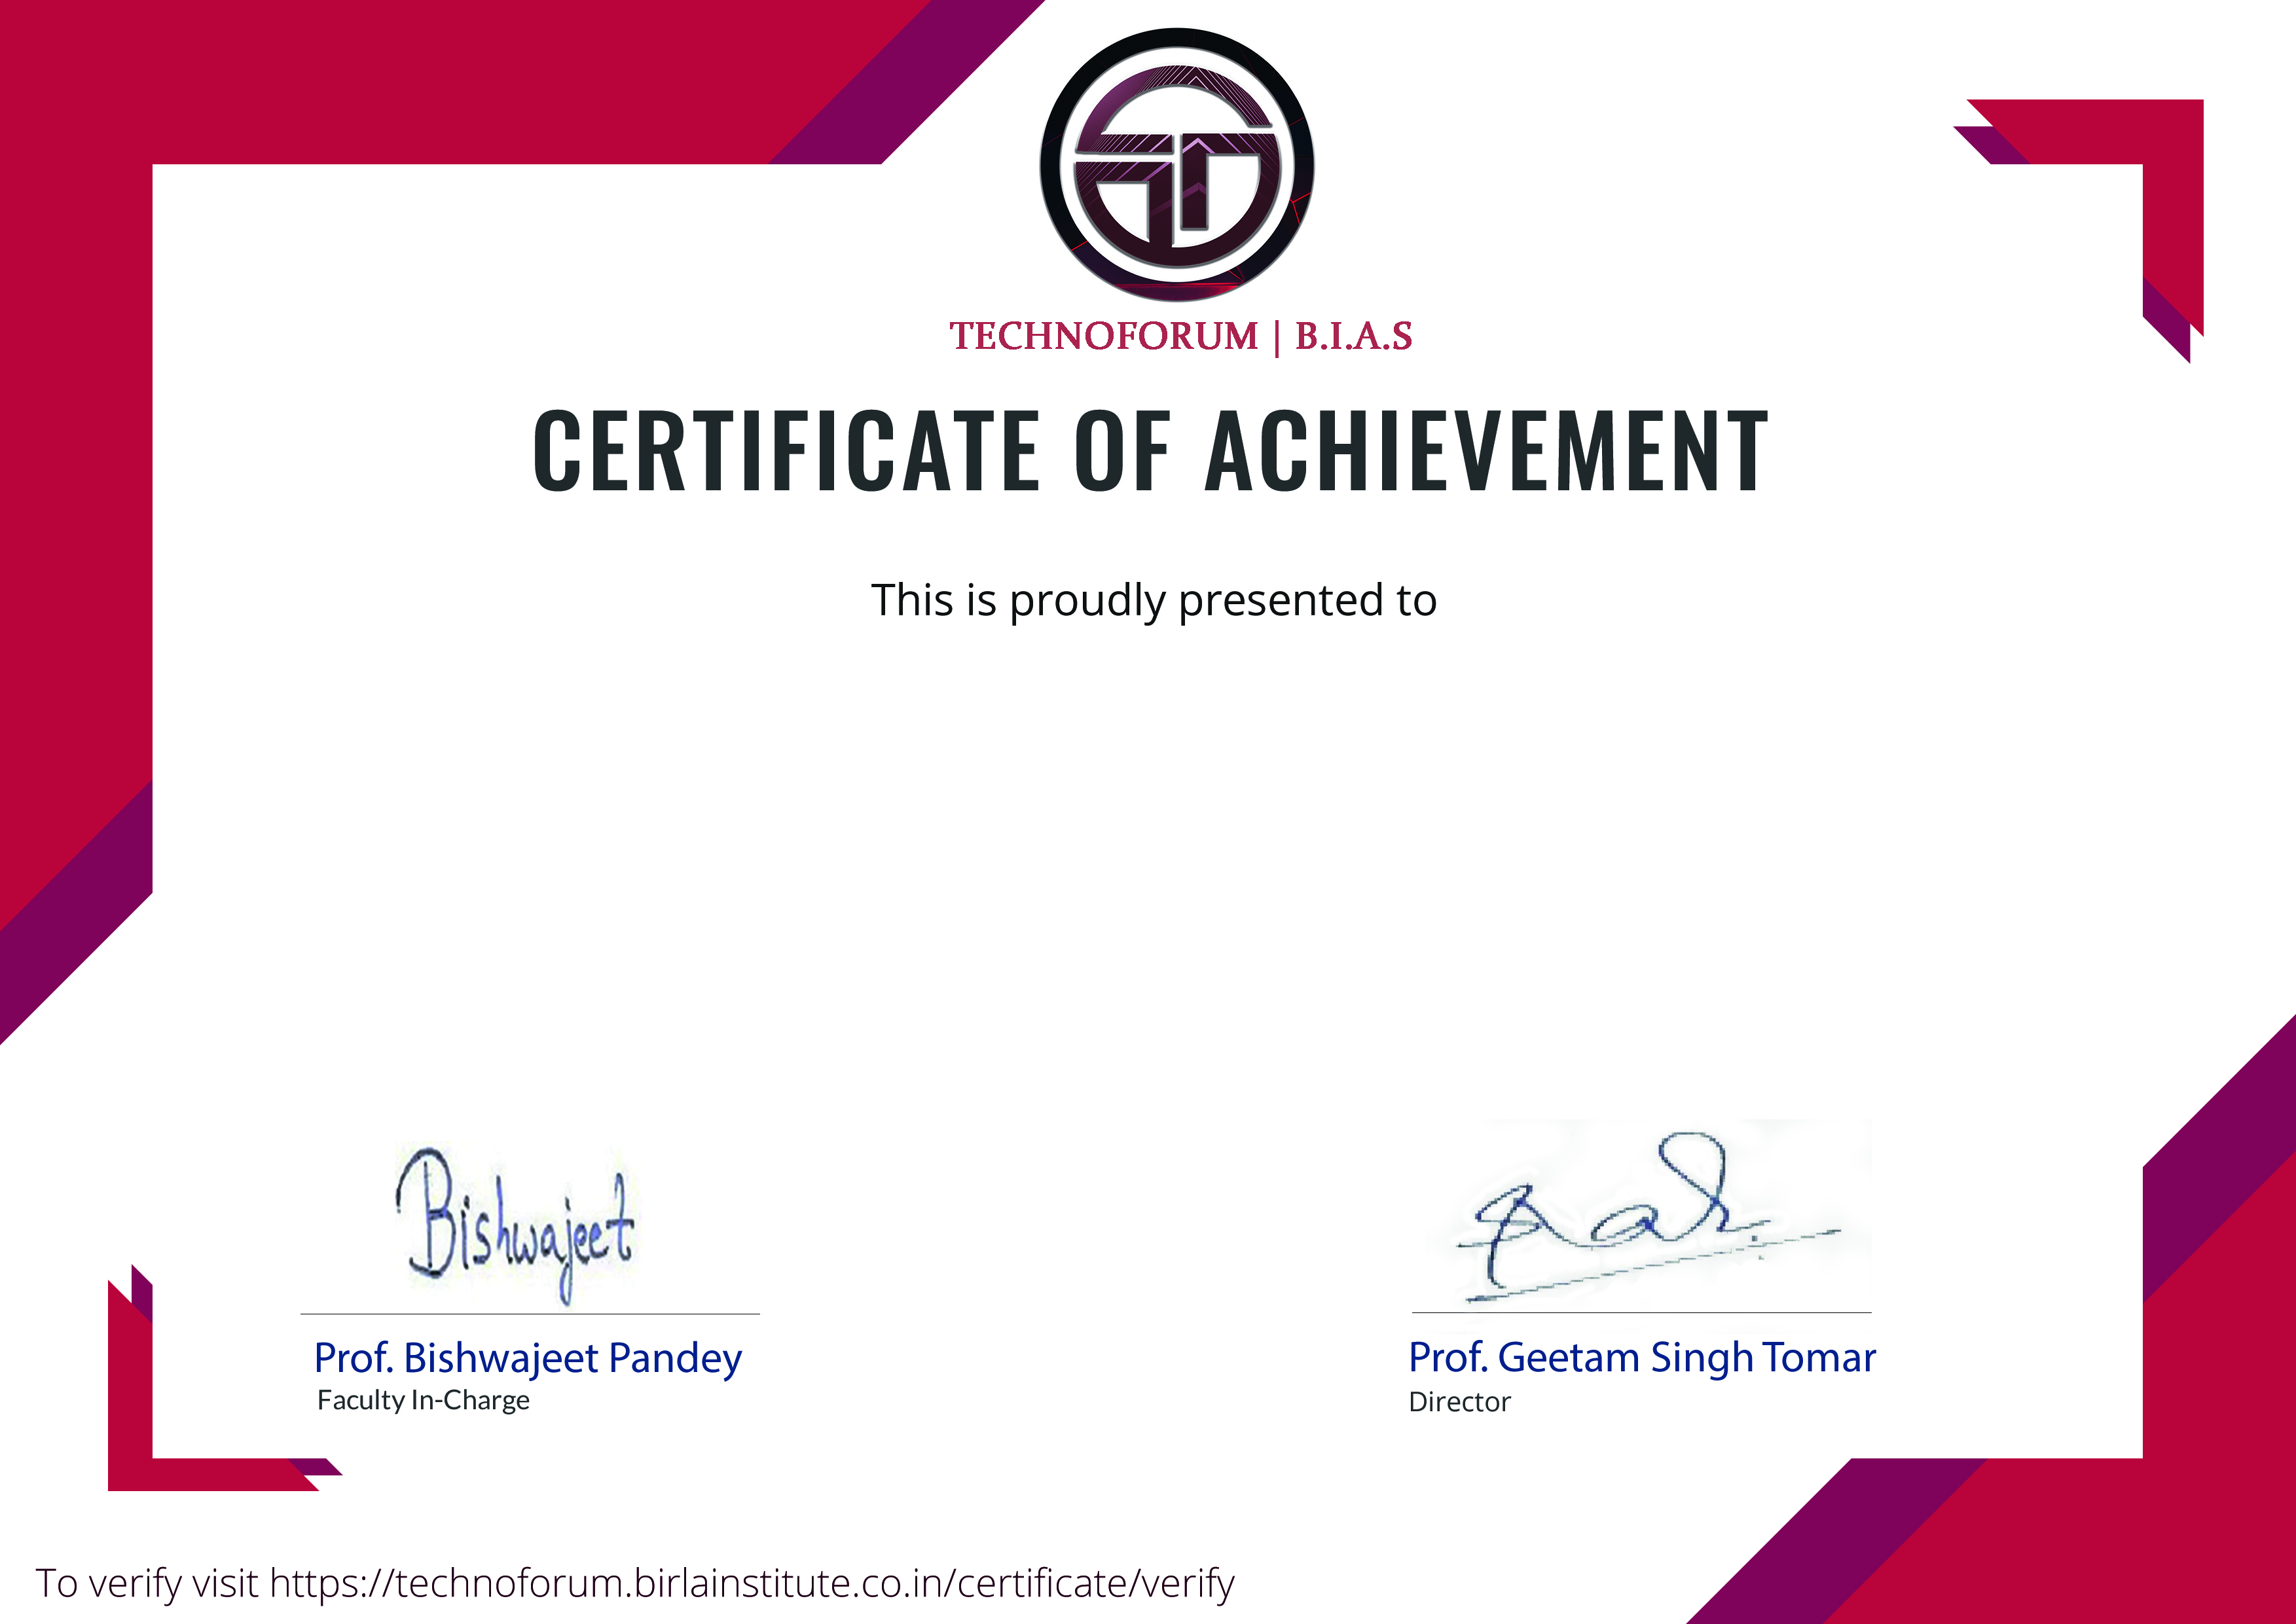 TECHNOFORUM | B.I.A.S
CERTIFICATE OF ACHIEVEMENT
This is proudly presented to
Bishwajeet
Prof. Bishwajeet Pandey
Faculty In-Charge
Prof. Geetam Singh Tomar
Director
To verify visit https://technoforum.birlainstitute.co.in/certificate/verify